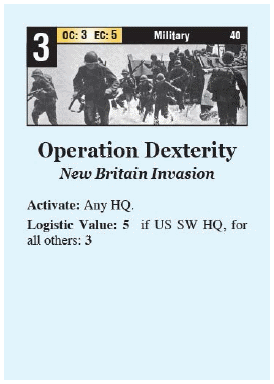 3 OC: 3 EC: 5 Military 40
Operation Dexterity
New Britain Invasion
Activate: Any HQ.
Logistic Value: 5 if US SW HQ, for
all others: 3